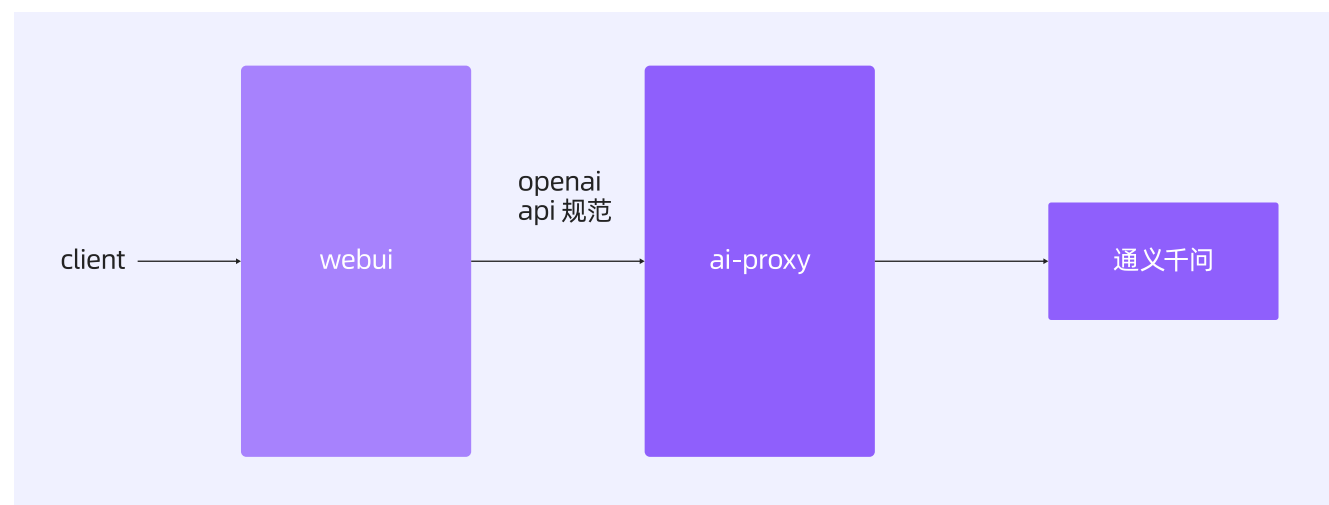 client
webui
openai
api 规范
ai-proxy
通义千问